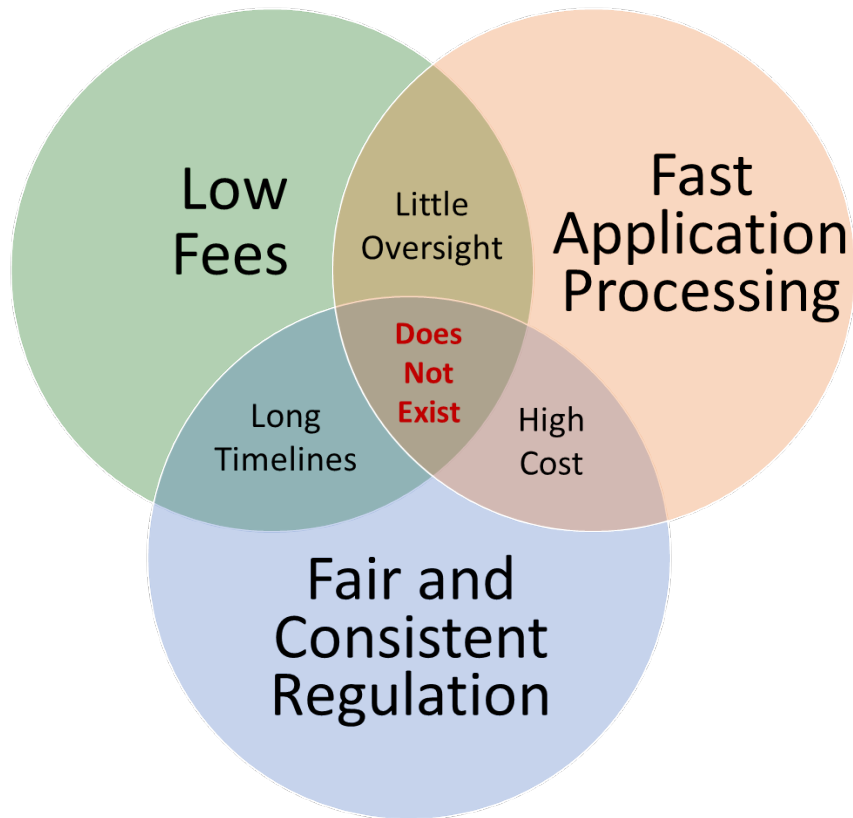 Low
Fees
Fast
Application
Processing
Little
Oversight
Does
Not
Exist
Long
Timelines
High
Cost
Fair and
Consistent
Regulation